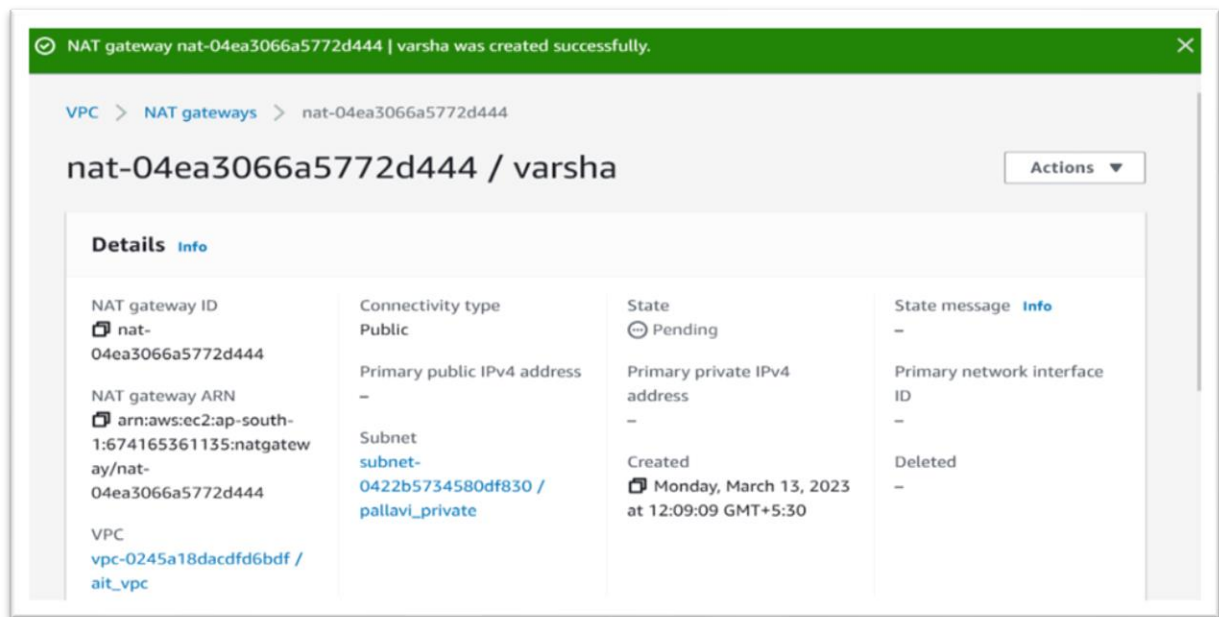 NAT gateway nat-04ea3066a5772d444 | varsha was created successfully.
VPC > NAT gateways > nat-04ea3066a5772d444
nat-04ea3066a5772d444 / varsha
Actions
Details Info
NAT gateway ID
nat-
04ea3066a5772d444
NAT gateway ARN
arn:aws:ec2:ap-south-
1:674165361135:natgatew
ay/nat-
04ea3066a5772d444
VPC
vpc-0245a18dacdfd6bdf /
ait_vpc
Connectivity type
Public
Primary public IPv4 address
–
Subnet
subnet-
0422b5734580df830 /
pallavi_private
State
Pending
Primary private IPv4
address
–
Created
Monday, March 13, 2023
at 12:09:09 GMT+5:30
State message Info
–
Primary network interface
ID
–
Deleted
–